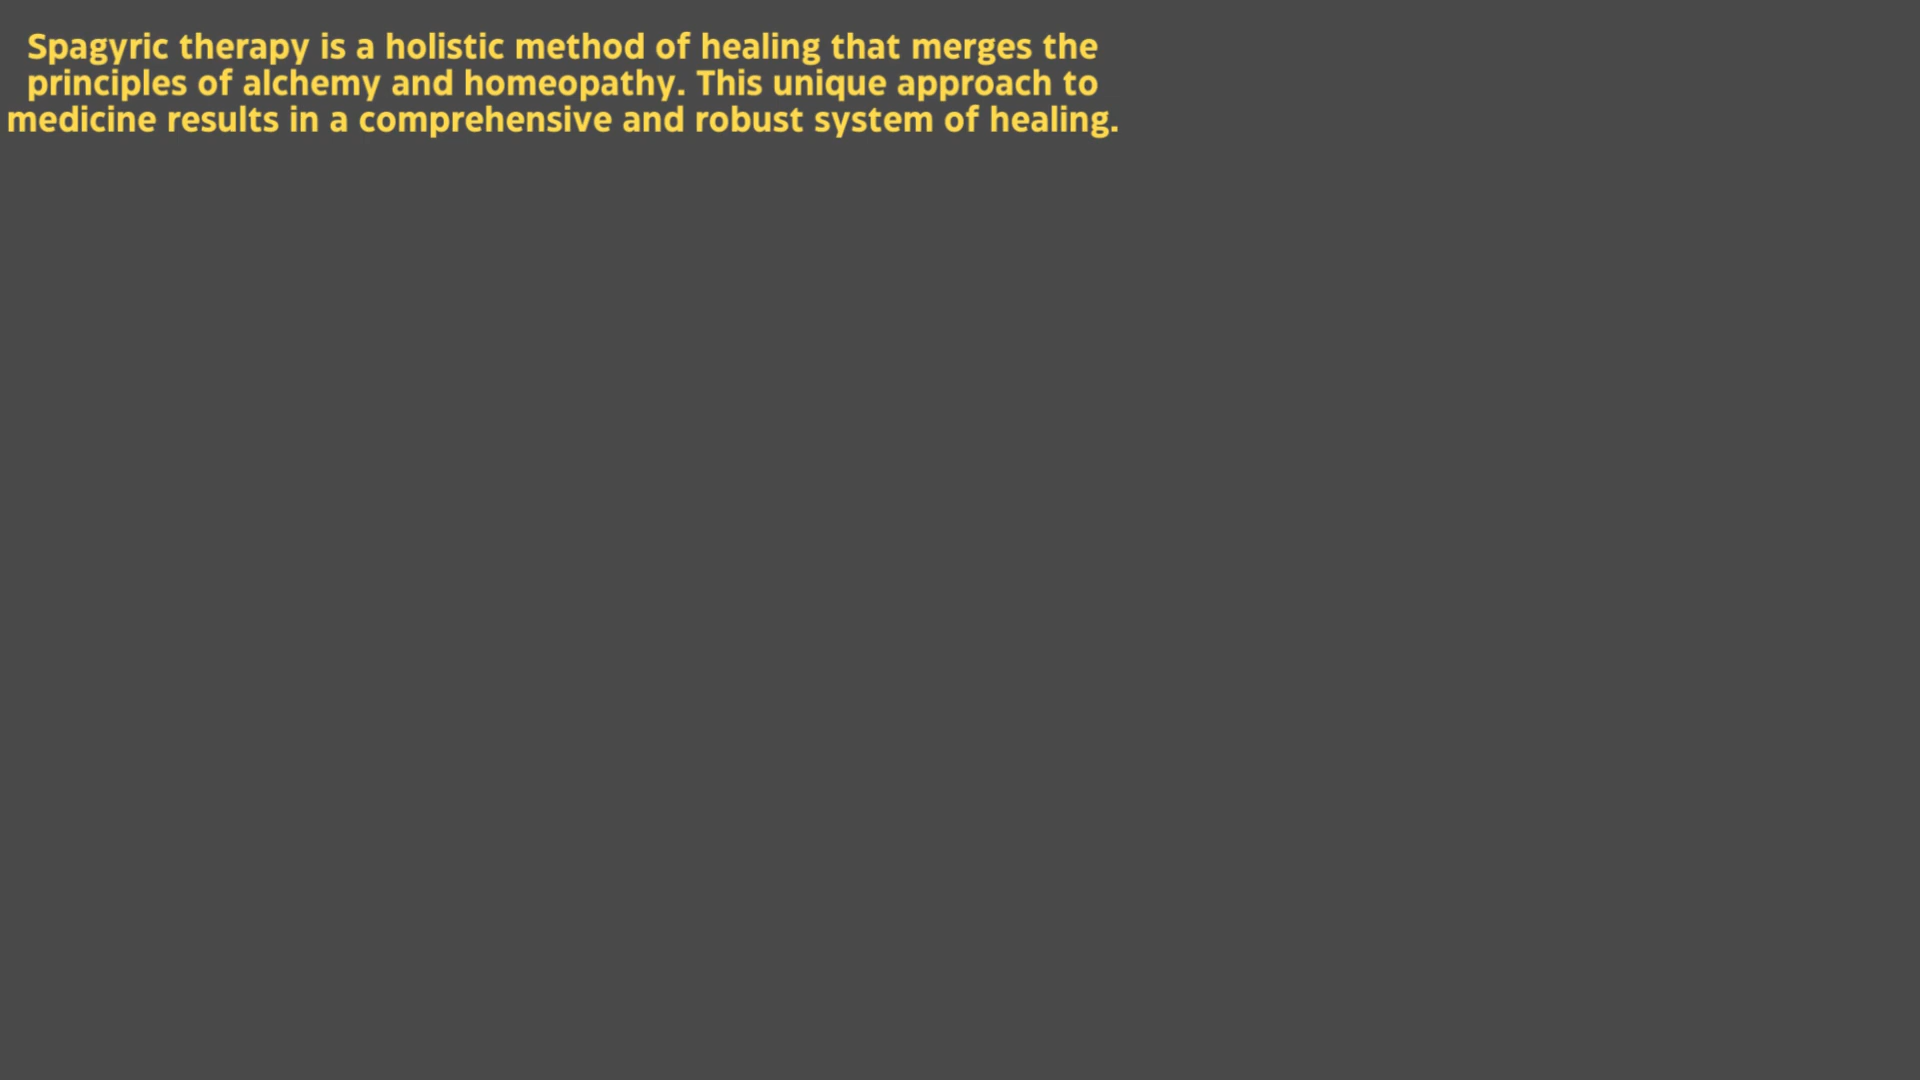 Spagyric therapy is a holistic method of healing that merges the
principles of alchemy and homeopathy. This unique approach to
medicine results in a comprehensive and robust system of healing.